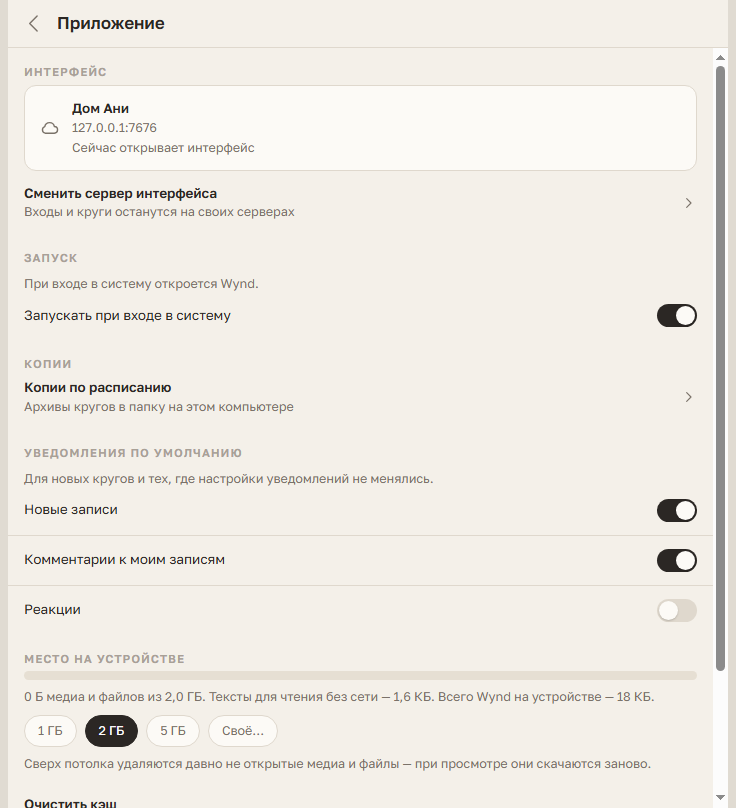 Приложение
ИНТЕРФЕЙС
Дом Ани
127.0.0.1:7676
Сейчас открывает интерфейс
Сменить сервер интерфейса
Входы и круги останутся на своих серверах
ЗАПУСК
При входе в систему откроется Wynd.
Запускать при входе в систему
КОПИИ
Копии по расписанию
Архивы кругов в папку на этом компьютере
УВЕДОМЛЕНИЯ ПО УМОЛЧАНИЮ
Для новых кругов и тех, где настройки уведомлений не менялись.
Новые записи
Комментарии к моим записям
Реакции
МЕСТО НА УСТРОЙСТВЕ
0 Б медиа и файлов из 2,0 ГБ. Тексты для чтения без сети — 1,6 КБ. Всего Wynd на устройстве — 18 КБ.
1 ГБ 2 ГБ 5 ГБ Своё...
Сверх потолка удаляются давно не открытые медиа и файлы — при просмотре они скачаются заново.
Очистить кэш